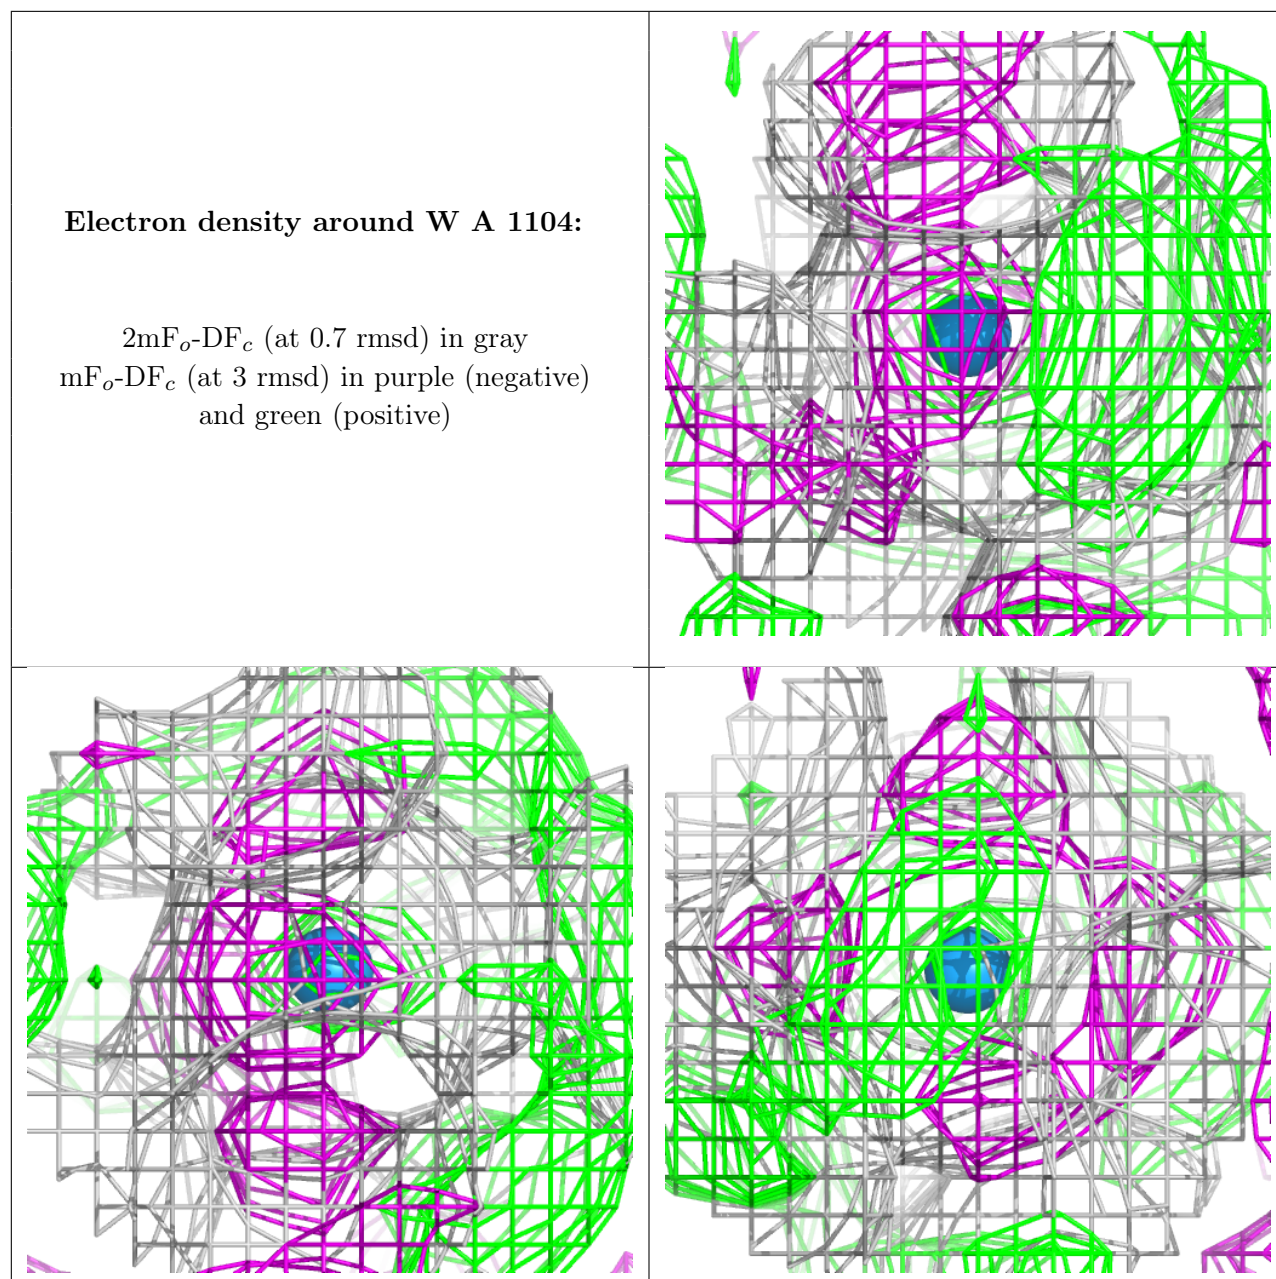 Electron density around W A 1104:
2mFo-DFc (at 0.7 rmsd) in gray
mFo-DFc (at 3 rmsd) in purple (negative)
and green (positive)